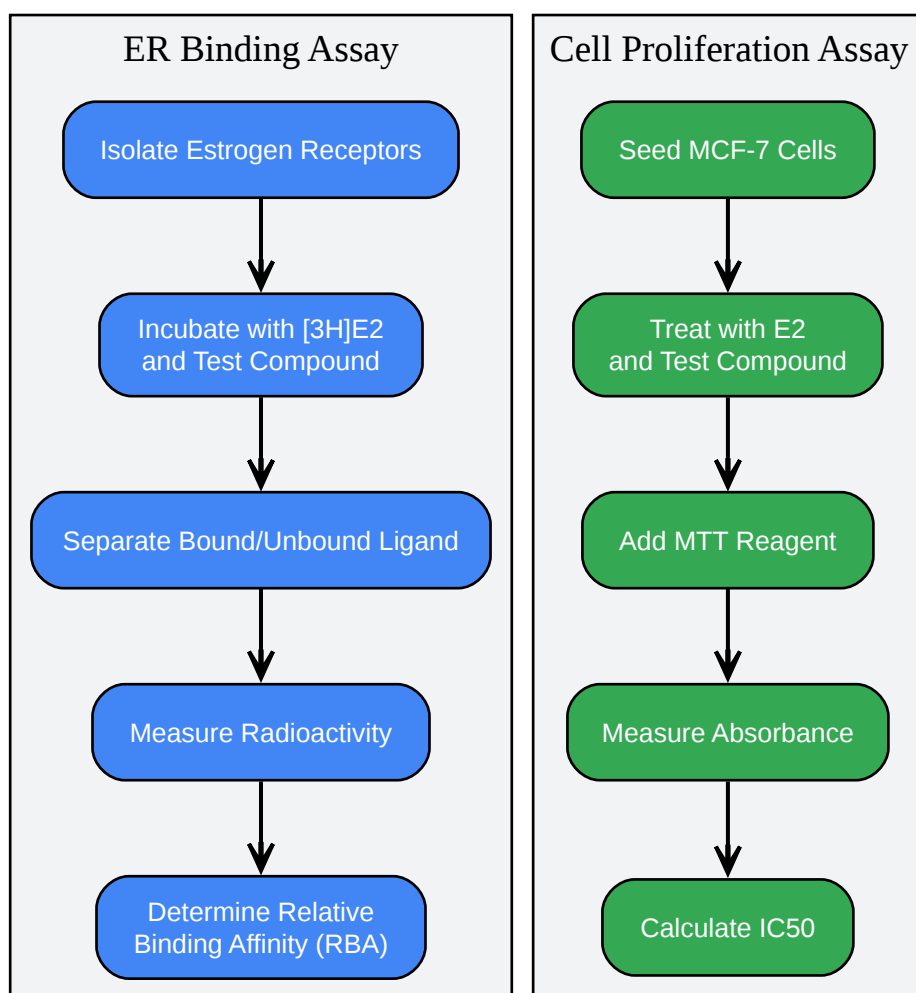 ER Binding Assay
Isolate Estrogen Receptors
Incubate with [3H]E2
and Test Compound
Separate Bound/Unbound Ligand
Measure Radioactivity
Determine Relative
Binding Affinity (RBA)
Cell Proliferation Assay
Seed MCF-7 Cells
Treat with E2
and Test Compound
Add MTT Reagent
Measure Absorbance
Calculate IC50